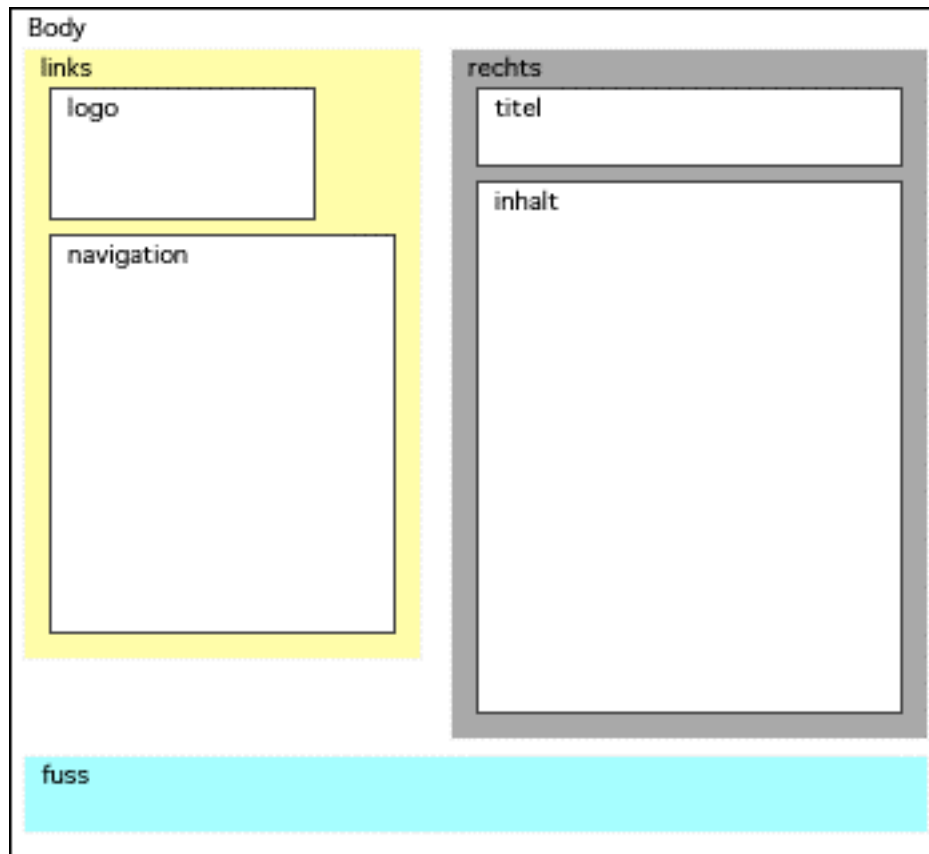 Body
links
logo
navigation
rechts
titel
inhalt
fuss